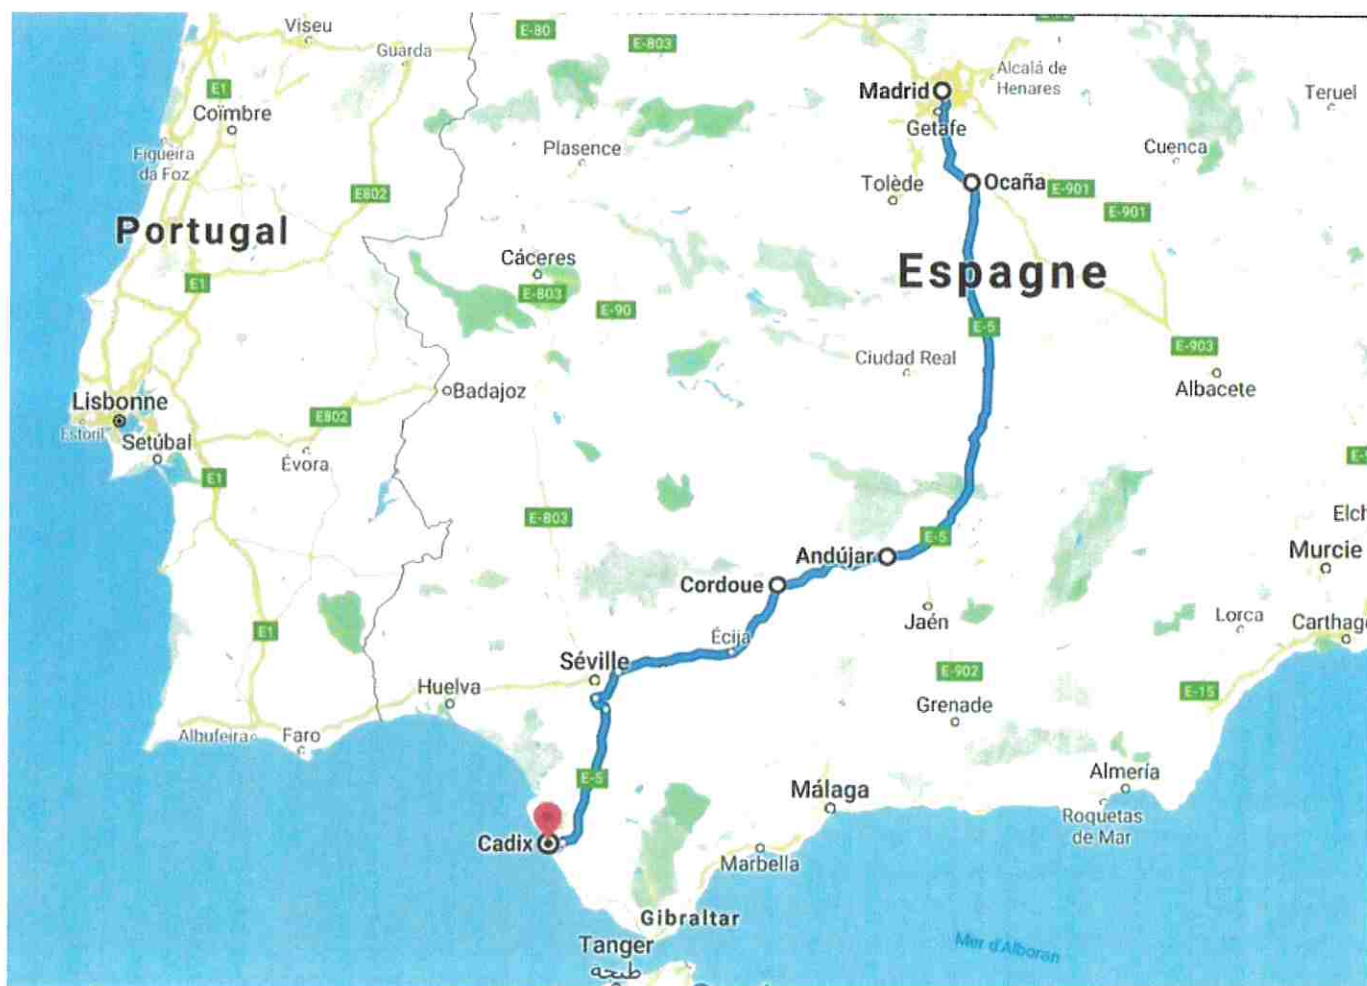 Viseu
Guarda
E-80
E-803
E1
Coïmbre
Figueira
da Foz
E802
Portugal
E1
Plasence
Cáceres
E-803
E-90
Madrid
Getafe
Alcalá de
Henares
Teruel
Cuenca
Tolède
Ocaña
E-901
E-901
Espagne
E-5
E-903
Ciudad Real
Albacete
Lisbonne
Estoril
Setúbal
E802
Badajoz
Évora
E1
E-803
E-5
Andújar
Cordoue
Murcie
Jaén
Lorca
E1
Écija
Séville
Huelva
E-902
E-15
Grenade
Albufeira
Faro
E-5
Málaga
Almería
Roquetas
de Mar
Cadix
Marbella
Gibraltar
Tanger
طنجة
Mer d'Alboran